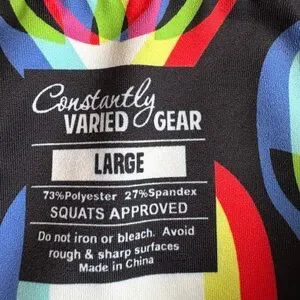 Constantly
VARIED GEAR
LARGE
73%Polyester 27%Spandex
SQUATS APPROVED
Do not iron or bleach. Avoid
rough & sharp surfaces
Made in China